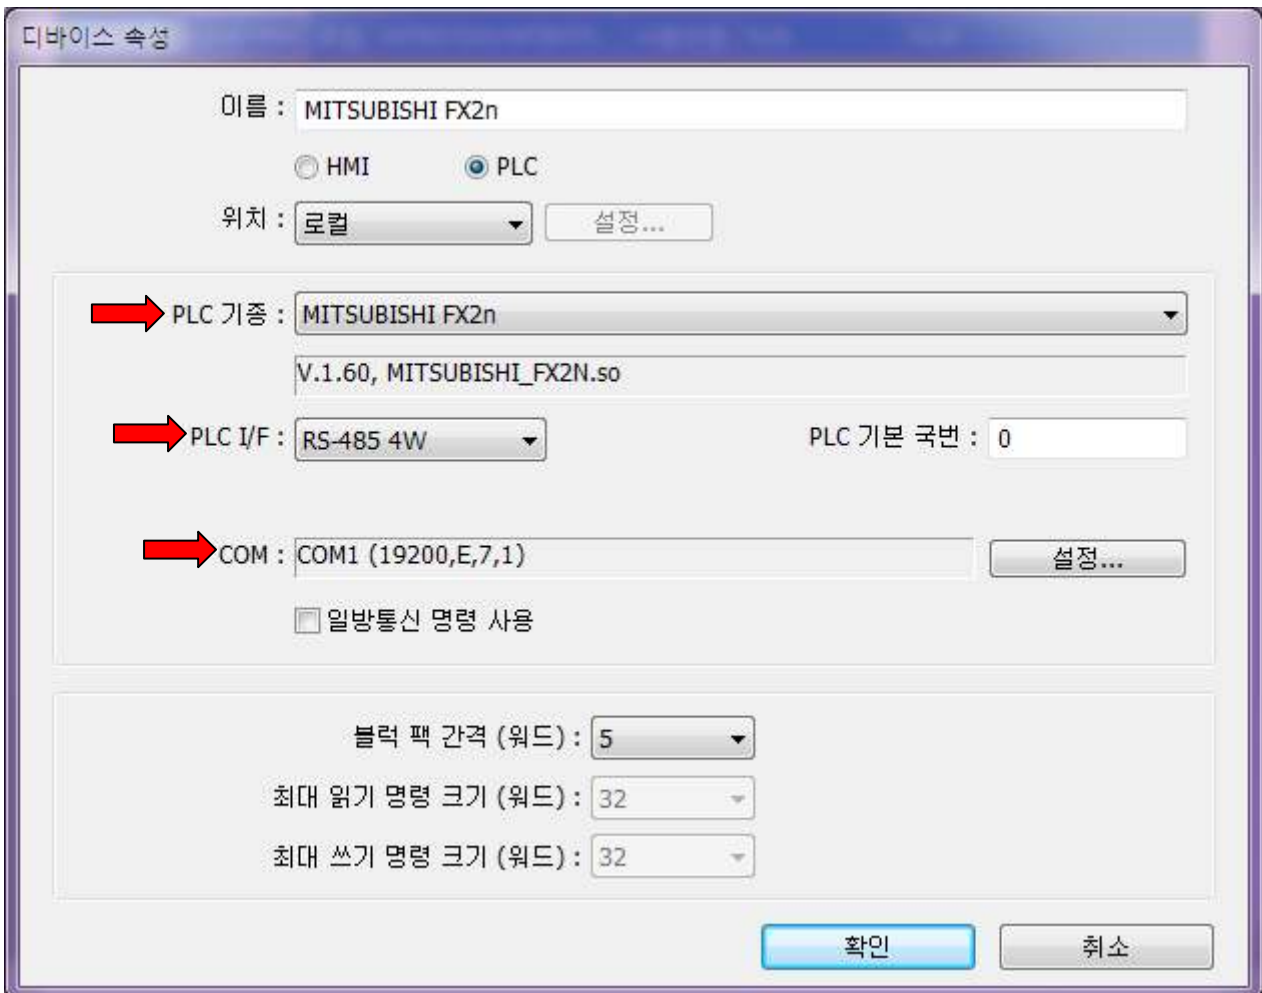 디바이스 속성
이름 : MITSUBISHI FX2n
HMI PLC
위치 : 로컬 설정...
PLC 기종 : MITSUBISHI FX2n
V.1.60, MITSUBISHI_FX2N.so
PLC I/F : RS-485 4W PLC 기본 국번 : 0
COM : COM1 (19200,E,7,1) 설정...
일방통신 명령 사용
블럭 팩 간격 (워드) : 5
최대 읽기 명령 크기 (워드) : 32
최대 쓰기 명령 크기 (워드) : 32
확인 취소